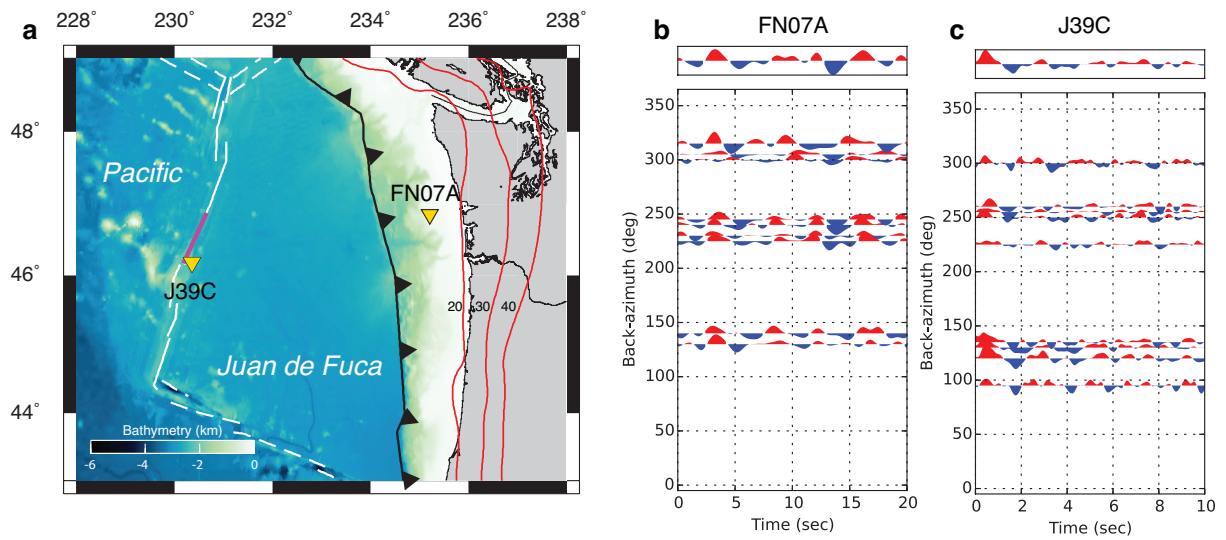 a
228˚ 230˚ 232˚ 234˚ 236˚ 238˚
48˚
46˚
44˚
Pacific
FN07A
J39C
20 30 40
Juan de Fuca
Bathymetry (km)
-6 -4 -2 0
b
FN07A
350
300
250
200
150
100
50
0
Back-azimuth (deg)
0 5 10 15 20
Time (sec)
c
J39C
350
300
250
200
150
100
50
0
Back-azimuth (deg)
0 2 4 6 8 10
Time (sec)